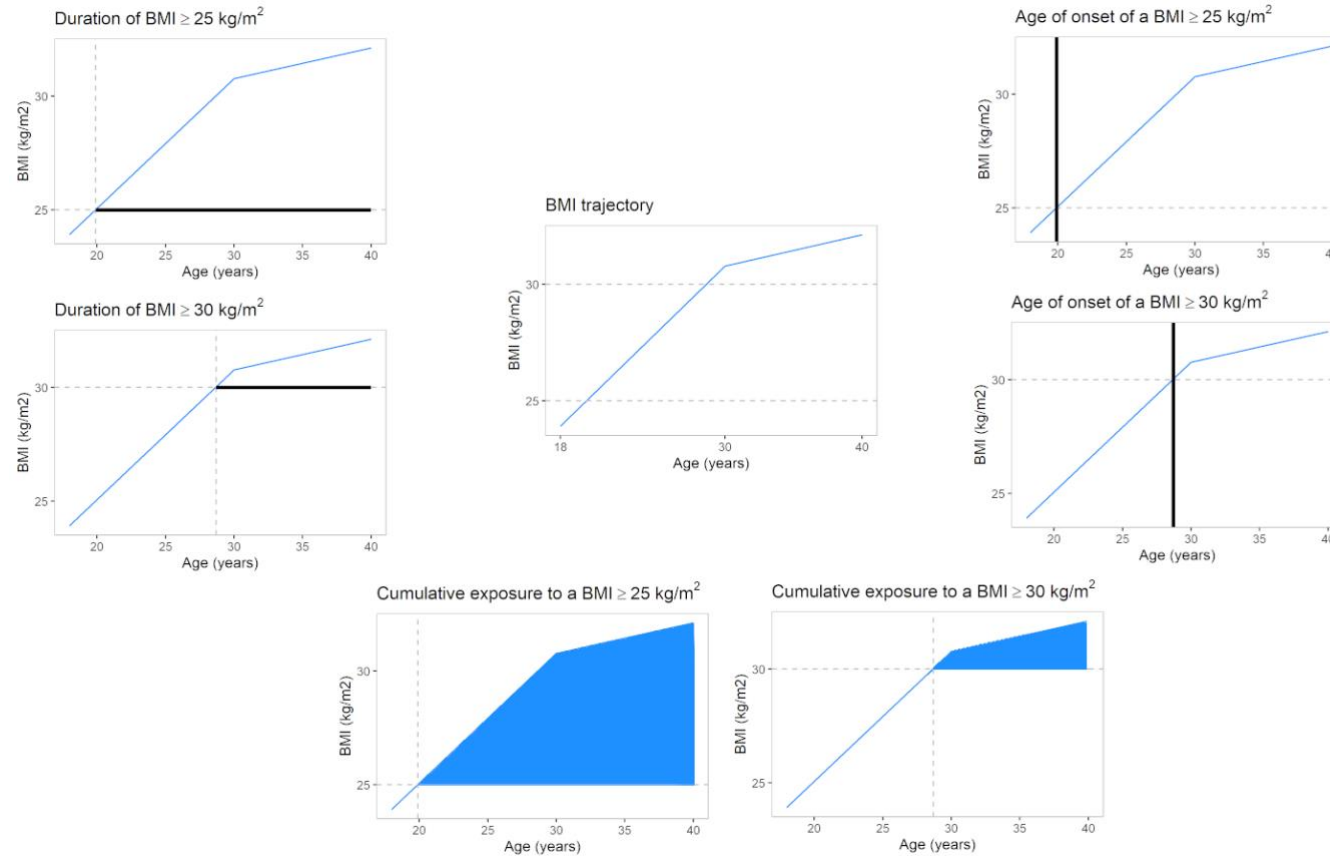 Duration of BMI ≥ 25 kg/m²
BMI (kg/m2)
30
25
20 25 30 35 40
Age (years)
Duration of BMI ≥ 30 kg/m²
BMI (kg/m2)
30
25
20 25 30 35 40
Age (years)
BMI trajectory
BMI (kg/m2)
30
25
18 30 40
Age (years)
Age of onset of a BMI ≥ 25 kg/m²
BMI (kg/m2)
30
25
20 25 30 35 40
Age (years)
Age of onset of a BMI ≥ 30 kg/m²
BMI (kg/m2)
30
25
20 25 30 35 40
Age (years)
Cumulative exposure to a BMI ≥ 25 kg/m²
BMI (kg/m2)
30
25
20 25 30 35 40
Age (years)
Cumulative exposure to a BMI ≥ 30 kg/m²
BMI (kg/m2)
30
25
20 25 30 35 40
Age (years)